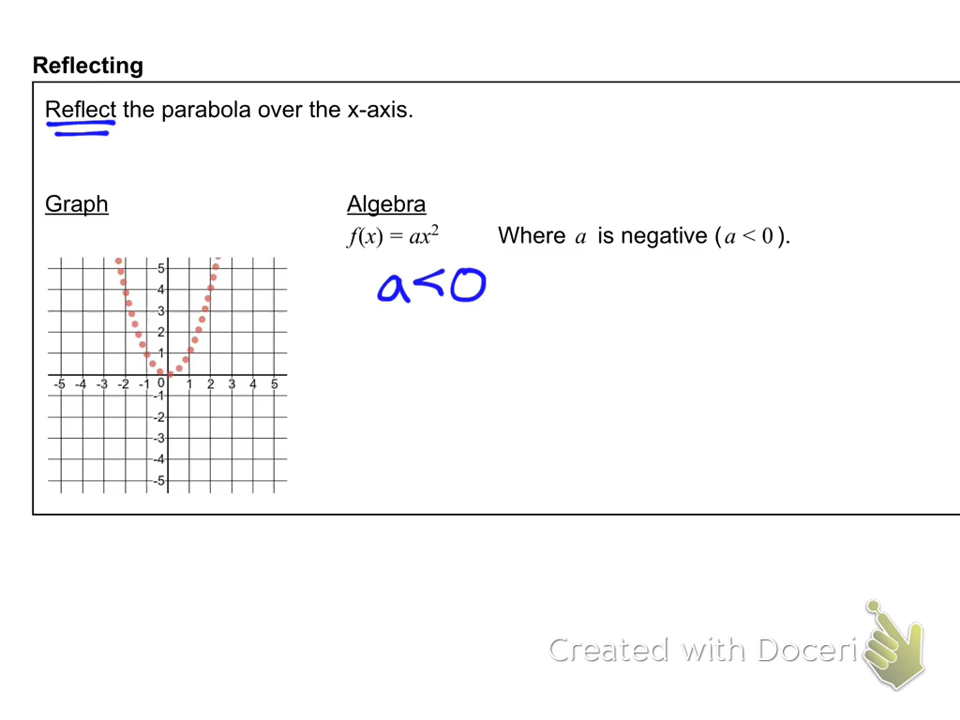 Reflecting
Reflect the parabola over the x-axis.
Graph
Algebra
f(x) = ax²
Where a is negative (a < 0).
a<0
5
4
3
2
1
-5 -4 -3 -2 -1 0 1 2 3 4 5
-1
-2
-3
-4
-5
Created with Doceri